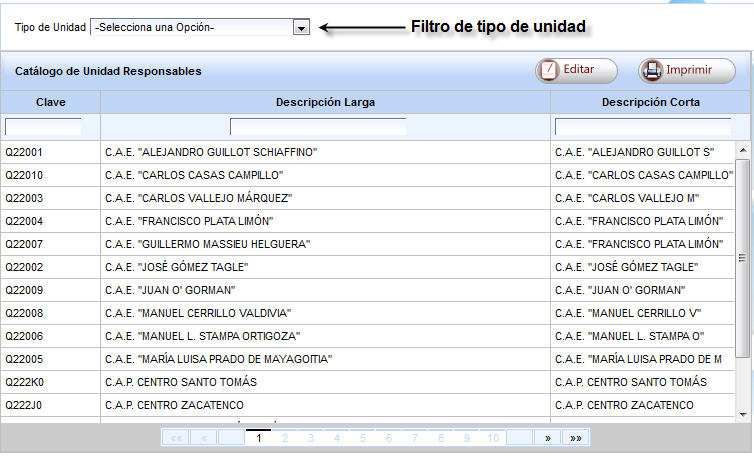 Tipo de Unidad -Selecciona una Opción- Filtro de tipo de unidad
Catálogo de Unidad Responsables Editar Imprimir
Clave Descripción Larga Descripción Corta
Q22001 C.A.E. "ALEJANDRO GUILLOT SCHIAFFINO" C.A.E. "ALEJANDRO GUILLOT S"
Q22010 C.A.E. "CARLOS CASAS CAMPILLO" C.A.E. "CARLOS CASAS CAMPILLO"
Q22003 C.A.E. "CARLOS VALLEJO MÁRQUEZ" C.A.E. "CARLOS VALLEJO M"
Q22004 C.A.E. "FRANCISCO PLATA LIMÓN" C.A.E. "FRANCISCO PLATA LIMÓN"
Q22007 C.A.E. "GUILLERMO MASSIEU HELGUERA" C.A.E. "FRANCISCO PLATA LIMÓN"
Q22002 C.A.E. "JOSÉ GÓMEZ TAGLE" C.A.E. "JOSÉ GÓMEZ TAGLE"
Q22009 C.A.E. "JUAN O' GORMAN" C.A.E. "JUAN O' GORMAN"
Q22008 C.A.E. "MANUEL CERRILLO VALDIVIA" C.A.E. "MANUEL CERRILLO V"
Q22006 C.A.E. "MANUEL L. STAMPA ORTIGOZA" C.A.E. "MANUEL L. STAMPA O"
Q22005 C.A.E. "MARÍA LUISA PRADO DE MAYAGOITIA" C.A.E. "MARÍA LUISA PRADO DE M
Q222K0 C.A.P. CENTRO SANTO TOMÁS C.A.P. CENTRO SANTO TOMÁS
Q222J0 C.A.P. CENTRO ZACATENCO C.A.P. CENTRO ZACATENCO
«« « 1 2 3 4 5 6 7 8 9 10 » »»